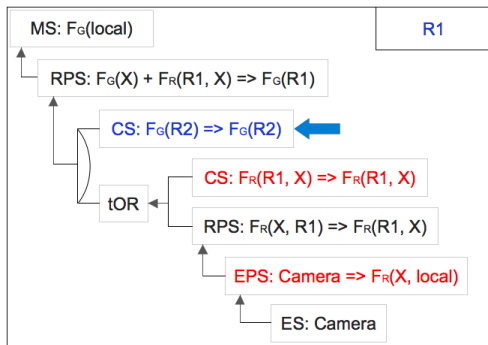 MS: FG(local)
R1
RPS: FG(X) + FR(R1, X) => FG(R1)
CS: FG(R2) => FG(R2)
CS: FR(R1, X) => FR(R1, X)
tOR
RPS: FR(X, R1) => FR(R1, X)
EPS: Camera => FR(X, local)
ES: Camera